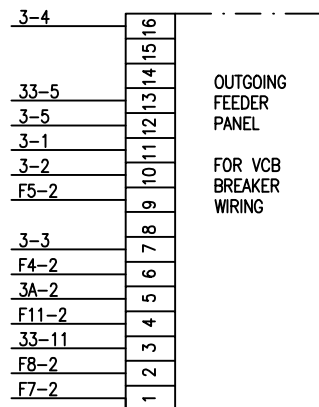 3-4 16
15
14
33-5 13
3-5 12
3-1 11
3-2 10
F5-2 9
8
3-3 7
F4-2 6
3A-2 5
F11-2 4
33-11 3
F8-2 2
F7-2 1
OUTGOING
FEEDER
PANEL
FOR VCB
BREAKER
WIRING